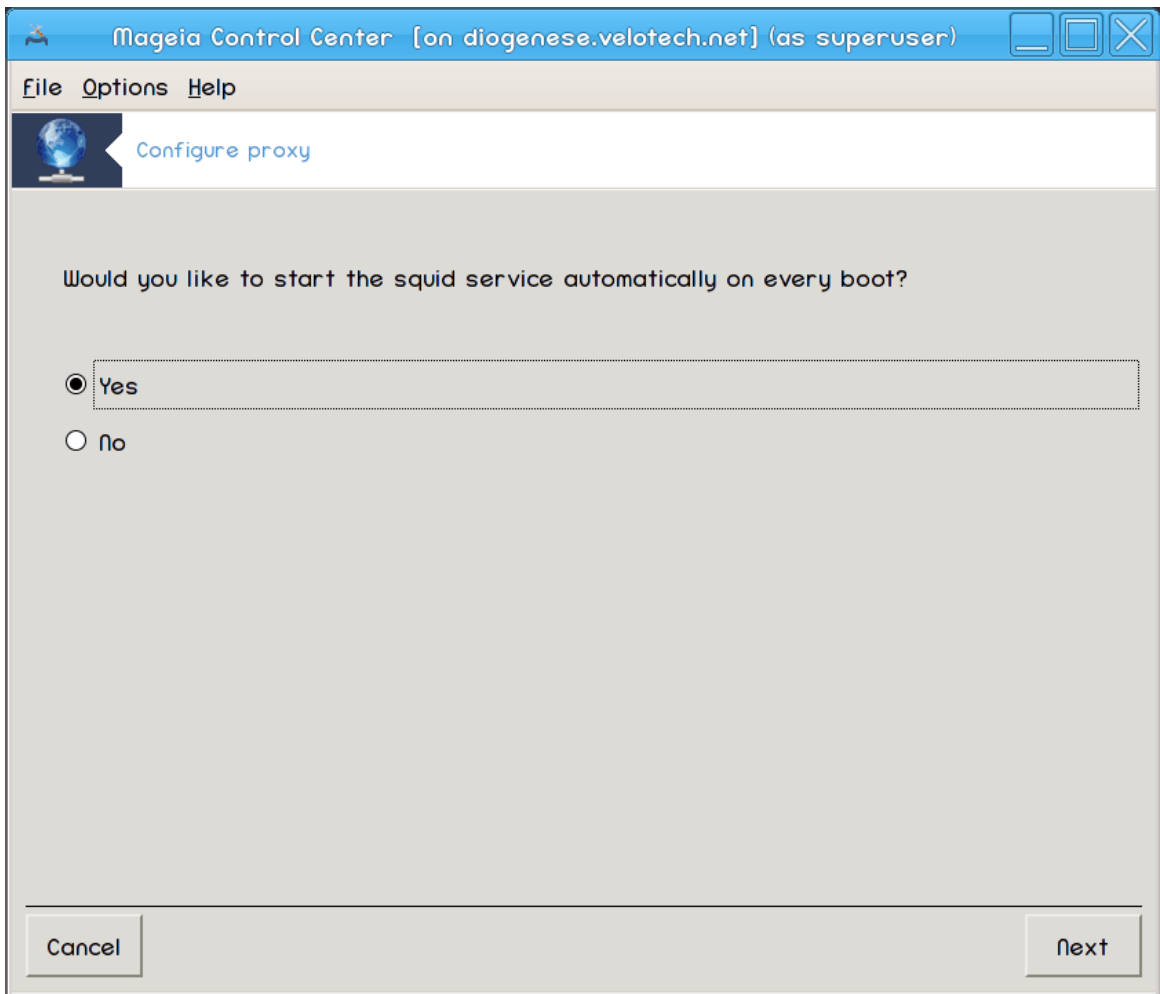 Mageia Control Center [on diogenese.velotech.net] (as superuser)
File Options Help
Configure proxy
Would you like to start the squid service automatically on every boot?
Yes
No
Cancel Next